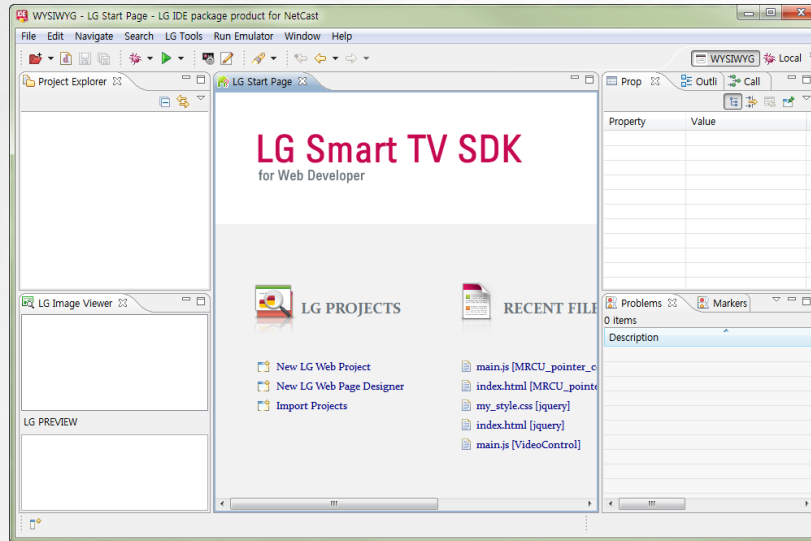 WYSIWYG - LG Start Page - LG IDE package product for NetCast
File Edit Navigate Search LG Tools Run Emulator Window Help
WYSIWYG Local
Project Explorer
LG Start Page
Prop Outli Call
Property Value
LG Smart TV SDK
for Web Developer
LG PROJECTS
New LG Web Project
New LG Web Page Designer
Import Projects
RECENT FILE
main.js [MRCU_pointer_c
index.html [MRCU_pointe
my_style.css [jquery]
index.html [jquery]
main.js [VideoControl]
LG Image Viewer
LG PREVIEW
Problems Markers
0 items
Description